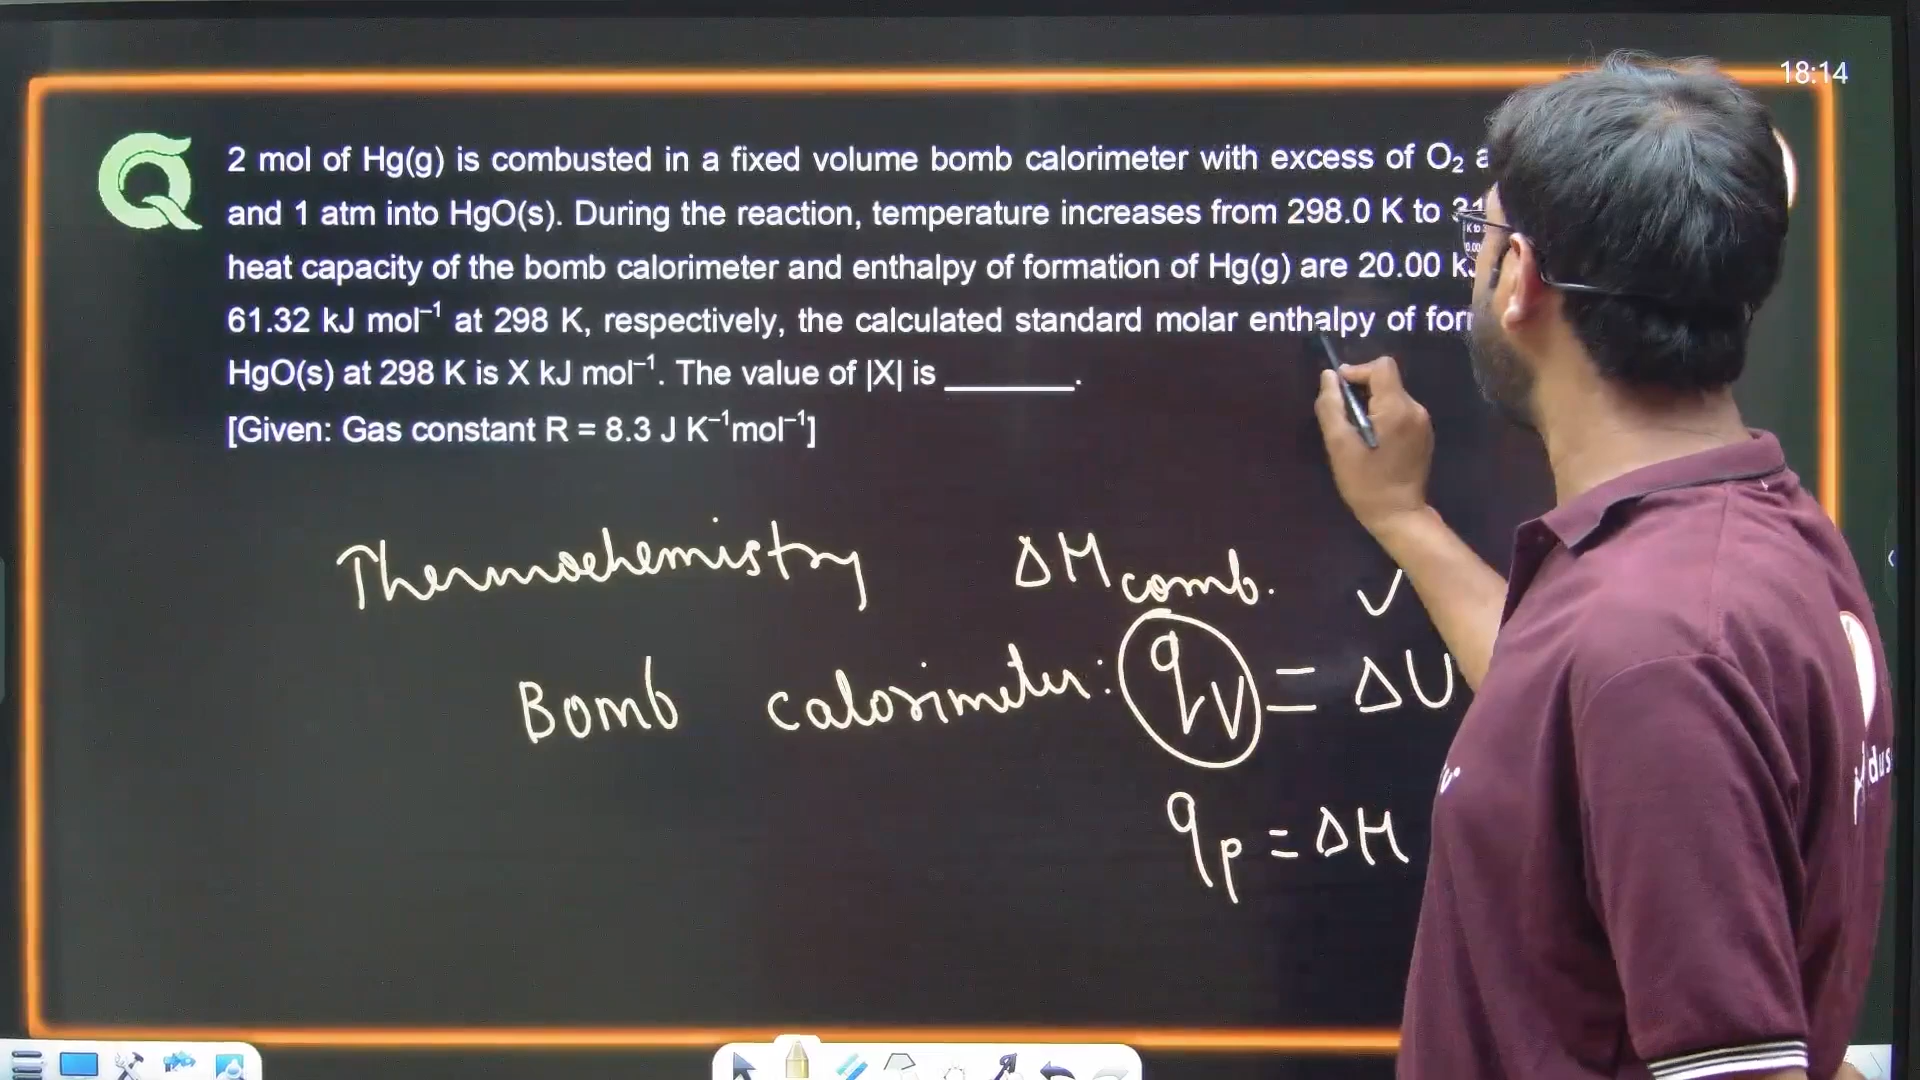 18:14
2 mol of Hg(g) is combusted in a fixed volume bomb calorimeter with excess of O₂
and 1 atm into HgO(s). During the reaction, temperature increases from 298.0 K to
heat capacity of the bomb calorimeter and enthalpy of formation of Hg(g) are 20.00
61.32 kJ mol⁻¹ at 298 K, respectively, the calculated standard molar enthalpy of
HgO(s) at 298 K is X kJ mol⁻¹. The value of |X| is ________.
[Given: Gas constant R = 8.3 J K⁻¹mol⁻¹]
Thermochemistry ΔH comb. ✓
Bomb calorimeter: qv = ΔU
qp = ΔH